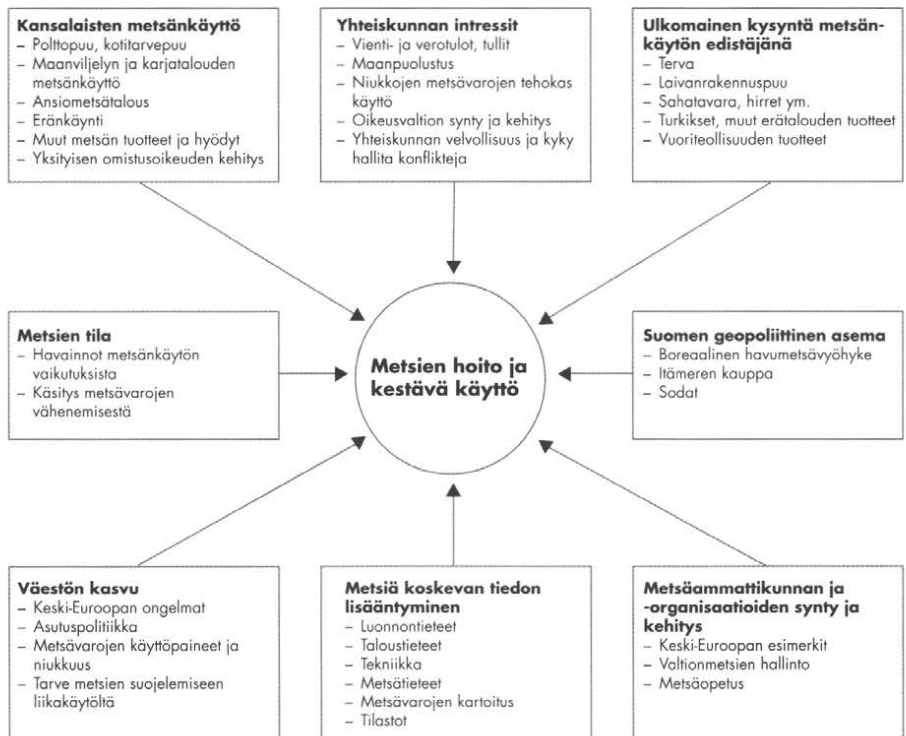 Kansalaisten metsänkäyttö
– Polttopuu, kotitarvepuu
– Maanviljelyn ja karjatalouden
metsänkäyttö
– Ansiometsätalous
– Eränkäynti
– Muut metsän tuotteet ja hyödyt
– Yksityisen omistusoikeuden kehitys
Yhteiskunnan intressit
– Vienti- ja verotulot, tullit
– Maanpuolustus
– Niukkojen metsävarojen tehokas
käyttö
– Oikeusvaltion synty ja kehitys
– Yhteiskunnan velvollisuus ja kyky
hallita konflikteja
Ulkomainen kysyntä metsän-
käytön edistäjänä
– Terva
– Laivanrakennuspuu
– Sahatavara, hirret ym.
– Turkikset, muut erätalouden tuotteet
– Vuoriteollisuuden tuotteet
Metsien tila
– Havainnot metsänkäytön
vaikutuksista
– Käsitys metsävarojen
vähenemisestä
Metsien hoito ja
kestävä käyttö
Suomen geopoliittinen asema
– Boreaalinen havumetsävyöhyke
– Itämeren kauppa
– Sodat
Väestön kasvu
– Keski-Euroopan ongelmat
– Asutuspolitiikka
– Metsävarojen käyttöpaineet ja
niukkuus
– Tarve metsien suojelemiseen
liikakäytöltä
Metsiä koskevan tiedon
lisääntyminen
– Luonnontieteet
– Taloustieteet
– Tekniikka
– Metsätieteet
– Metsävarojen kartoitus
– Tilastot
Metsäammattikunnan ja
-organisaatioiden synty ja
kehitys
– Keski-Euroopan esimerkit
– Valtionmetsien hallinto
– Metsäopetus